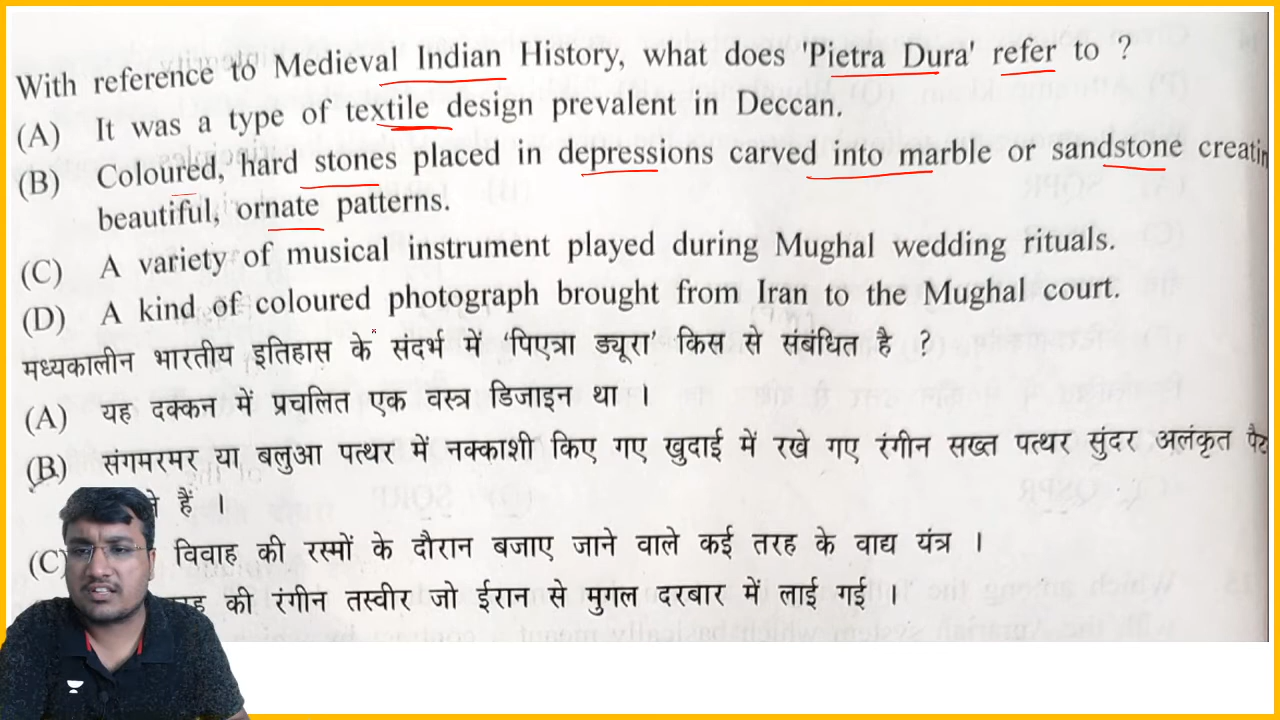 With reference to Medieval Indian History, what does 'Pietra Dura' refer to ?
(A) It was a type of textile design prevalent in Deccan.
(B) Coloured, hard stones placed in depressions carved into marble or sandstone creatin
beautiful, ornate patterns.
(C) A variety of musical instrument played during Mughal wedding rituals.
(D) A kind of coloured photograph brought from Iran to the Mughal court.
मध्यकालीन भारतीय इतिहास के संदर्भ में 'पिएत्रा ड्यूरा' किस से संबंधित है ?
(A) यह दक्कन में प्रचलित एक वस्त्र डिजाइन था ।
(B) संगमरमर या बलुआ पत्थर में नक्काशी किए गए खुदाई में रखे गए रंगीन सख्त पत्थर सुंदर अलंकृत
हैं ।
(C) विवाह की रस्मों के दौरान बजाए जाने वाले कई तरह के वाद्य यंत्र ।
की रंगीन तस्वीर जो ईरान से मुगल दरबार में लाई गई ।